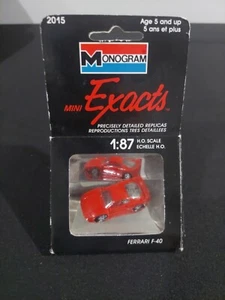 2015
Age 5 and up
5 ans et plus
MONOGRAM
MINI Exacts
PRECISELY DETAILED REPLICAS
REPRODUCTIONS TRES DETAILLEES
1:87 H.O. SCALE
ECHELLE H.O.
FERRARI F-40